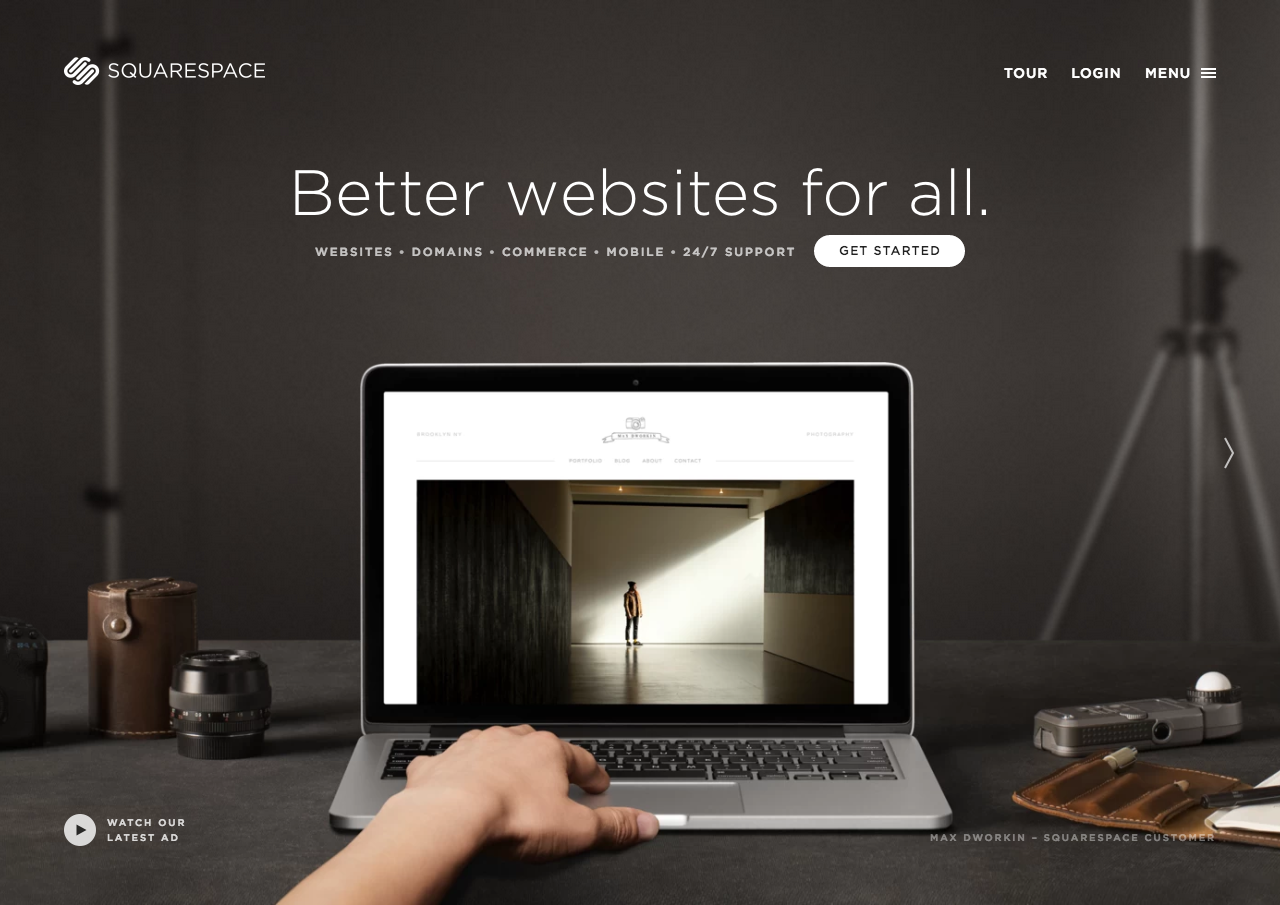 SQUARESPACE
TOUR LOGIN MENU
Better websites for all.
WEBSITES • DOMAINS • COMMERCE • MOBILE • 24/7 SUPPORT GET STARTED
BROOKLYN NY
MAX DWORKIN
PHOTOGRAPHY
PORTFOLIO BLOG ABOUT CONTACT
WATCH OUR
LATEST AD
MAX DWORKIN – SQUARESPACE CUSTOMER